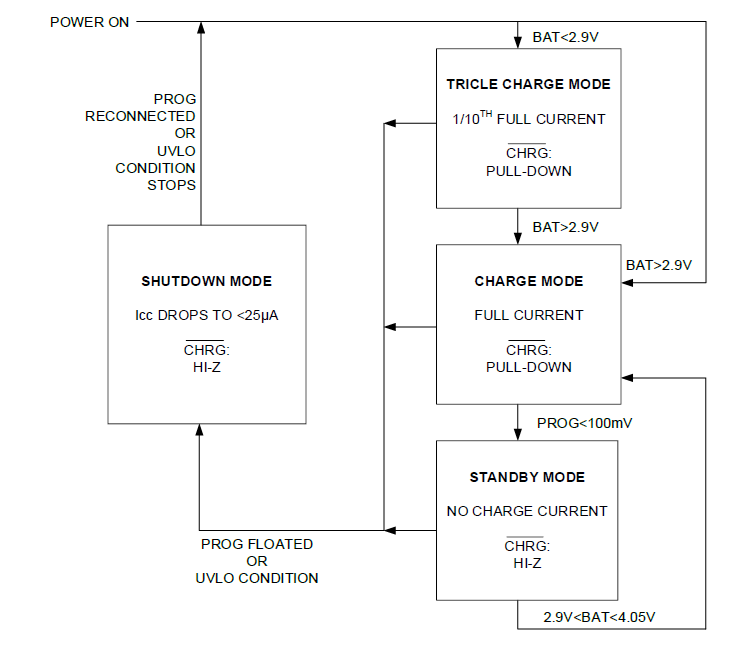 POWER ON
BAT<2.9V
TRICLE CHARGE MODE
1/10TH FULL CURRENT
CHRG:
PULL-DOWN
PROG
RECONNECTED
OR
UVLO
CONDITION
STOPS
BAT>2.9V
BAT>2.9V
SHUTDOWN MODE
Icc DROPS TO <25µA
CHRG:
HI-Z
CHARGE MODE
FULL CURRENT
CHRG:
PULL-DOWN
PROG<100mV
STANDBY MODE
NO CHARGE CURRENT
CHRG:
HI-Z
PROG FLOATED
OR
UVLO CONDITION
2.9V<BAT<4.05V